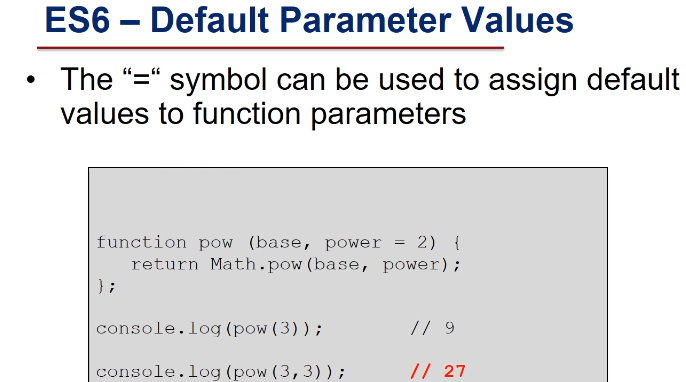 ES6 – Default Parameter Values
• The “=“ symbol can be used to assign default
values to function parameters
function pow (base, power = 2) {
return Math.pow(base, power);
};
console.log(pow(3)); // 9
console.log(pow(3,3)); // 27